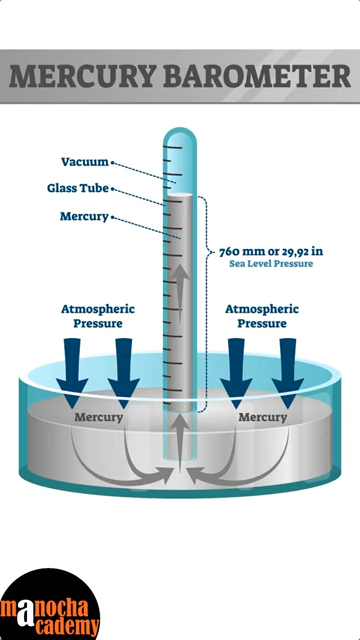 MERCURY BAROMETER
Vacuum
Glass Tube
Mercury
760 mm or 29,92 in
Sea Level Pressure
Atmospheric
Pressure
Atmospheric
Pressure
Mercury
Mercury
manocha
academy